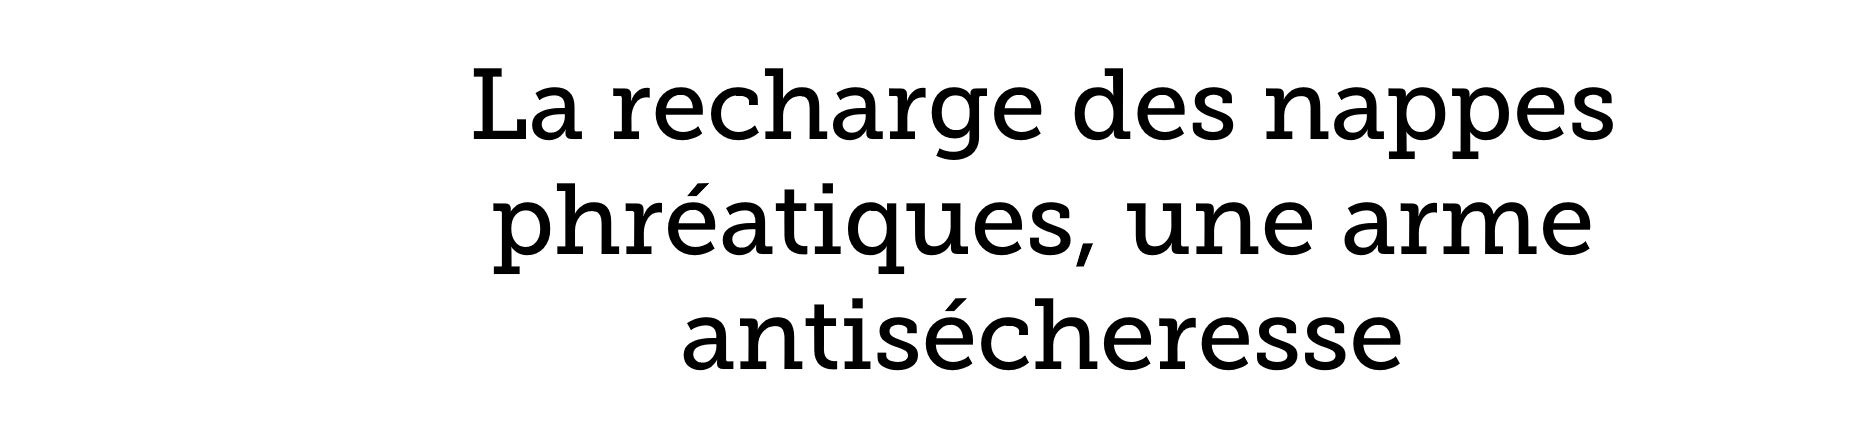 La recharge des nappes
phréatiques, une arme
antisécheresse